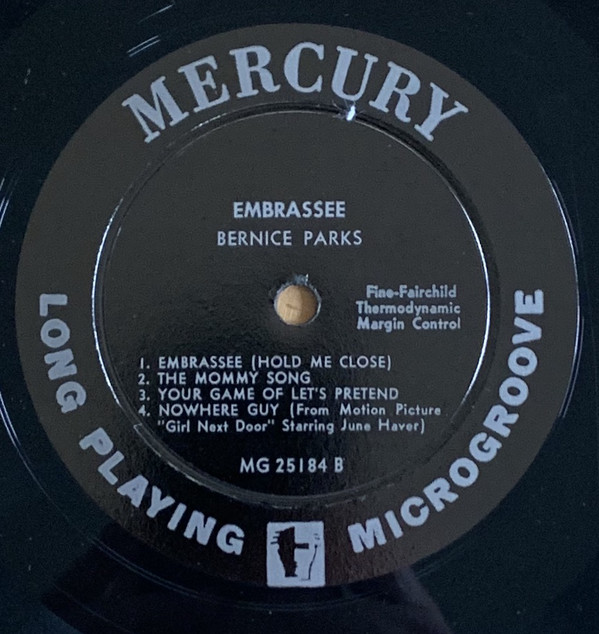 MERCURY
EMBRASSEE
BERNICE PARKS
Fine-Fairchild
Thermodynamic
Margin Control
1. EMBRASSEE (HOLD ME CLOSE)
2. THE MOMMY SONG
3. YOUR GAME OF LET'S PRETEND
4. NOWHERE GUY (From Motion Picture
"Girl Next Door" Starring June Haver)
MG 25184 B
LONG PLAYING MICROGROOVE